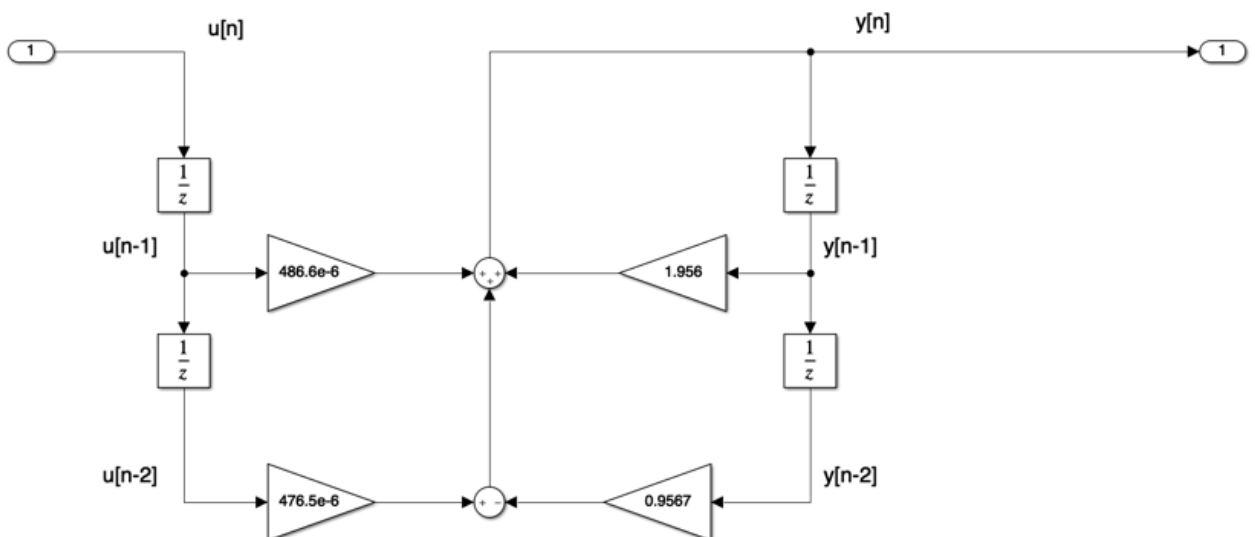 u[n]
y[n]
1
1
1
z
1
z
u[n-1]
486.6e-6
+ +
+
1.956
y[n-1]
1
z
1
z
u[n-2]
476.5e-6
+ −
0.9567
y[n-2]